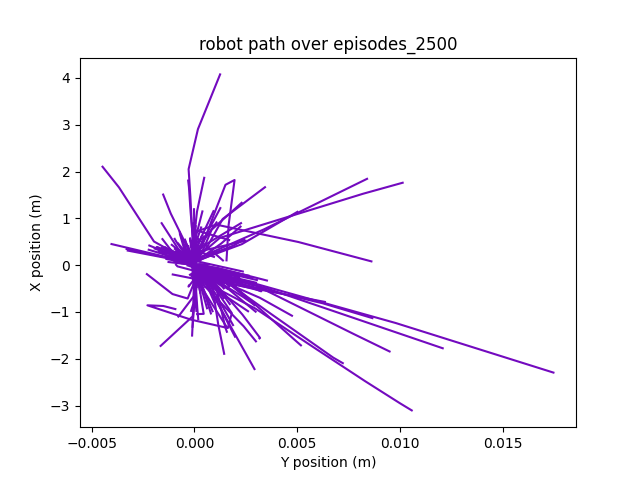 robot path over episodes_2500
4
3
2
1
0
−1
−2
−3
X position (m)
−0.005 0.000 0.005 0.010 0.015
Y position (m)